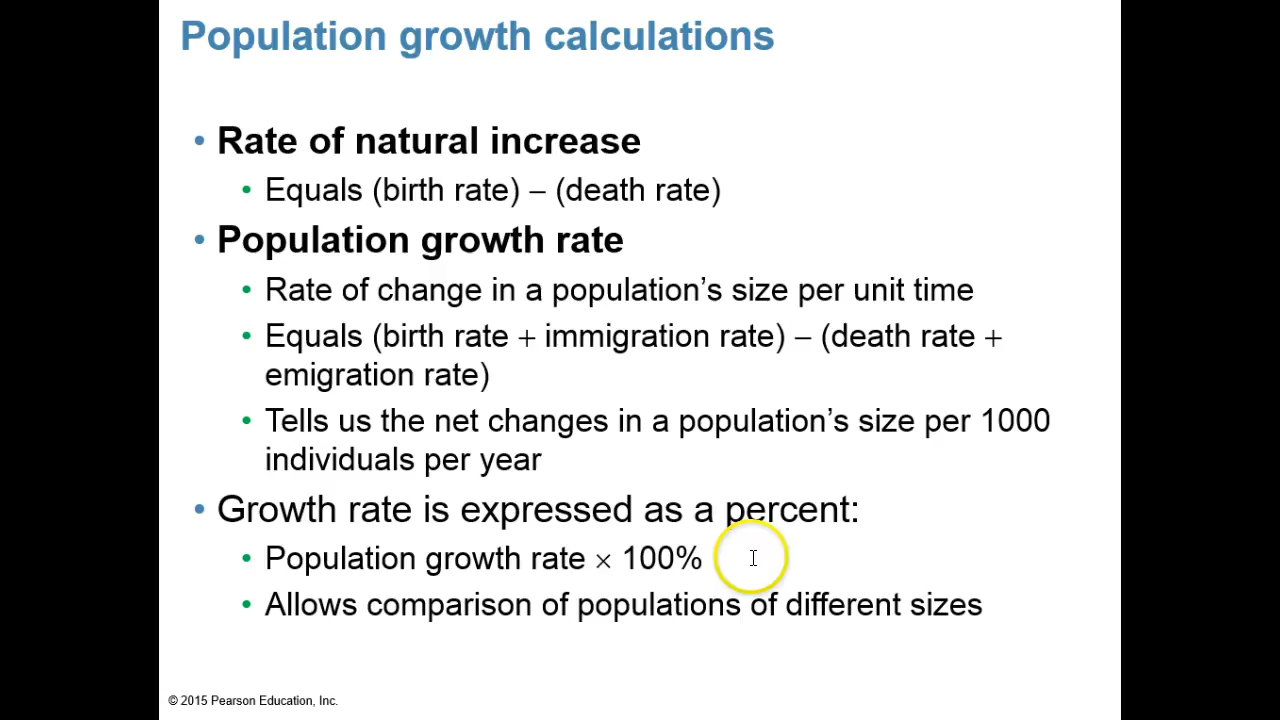 Population growth calculations
• Rate of natural increase
• Equals (birth rate) – (death rate)
• Population growth rate
• Rate of change in a population’s size per unit time
• Equals (birth rate + immigration rate) – (death rate +
emigration rate)
• Tells us the net changes in a population’s size per 1000
individuals per year
• Growth rate is expressed as a percent:
• Population growth rate × 100%
• Allows comparison of populations of different sizes
© 2015 Pearson Education, Inc.